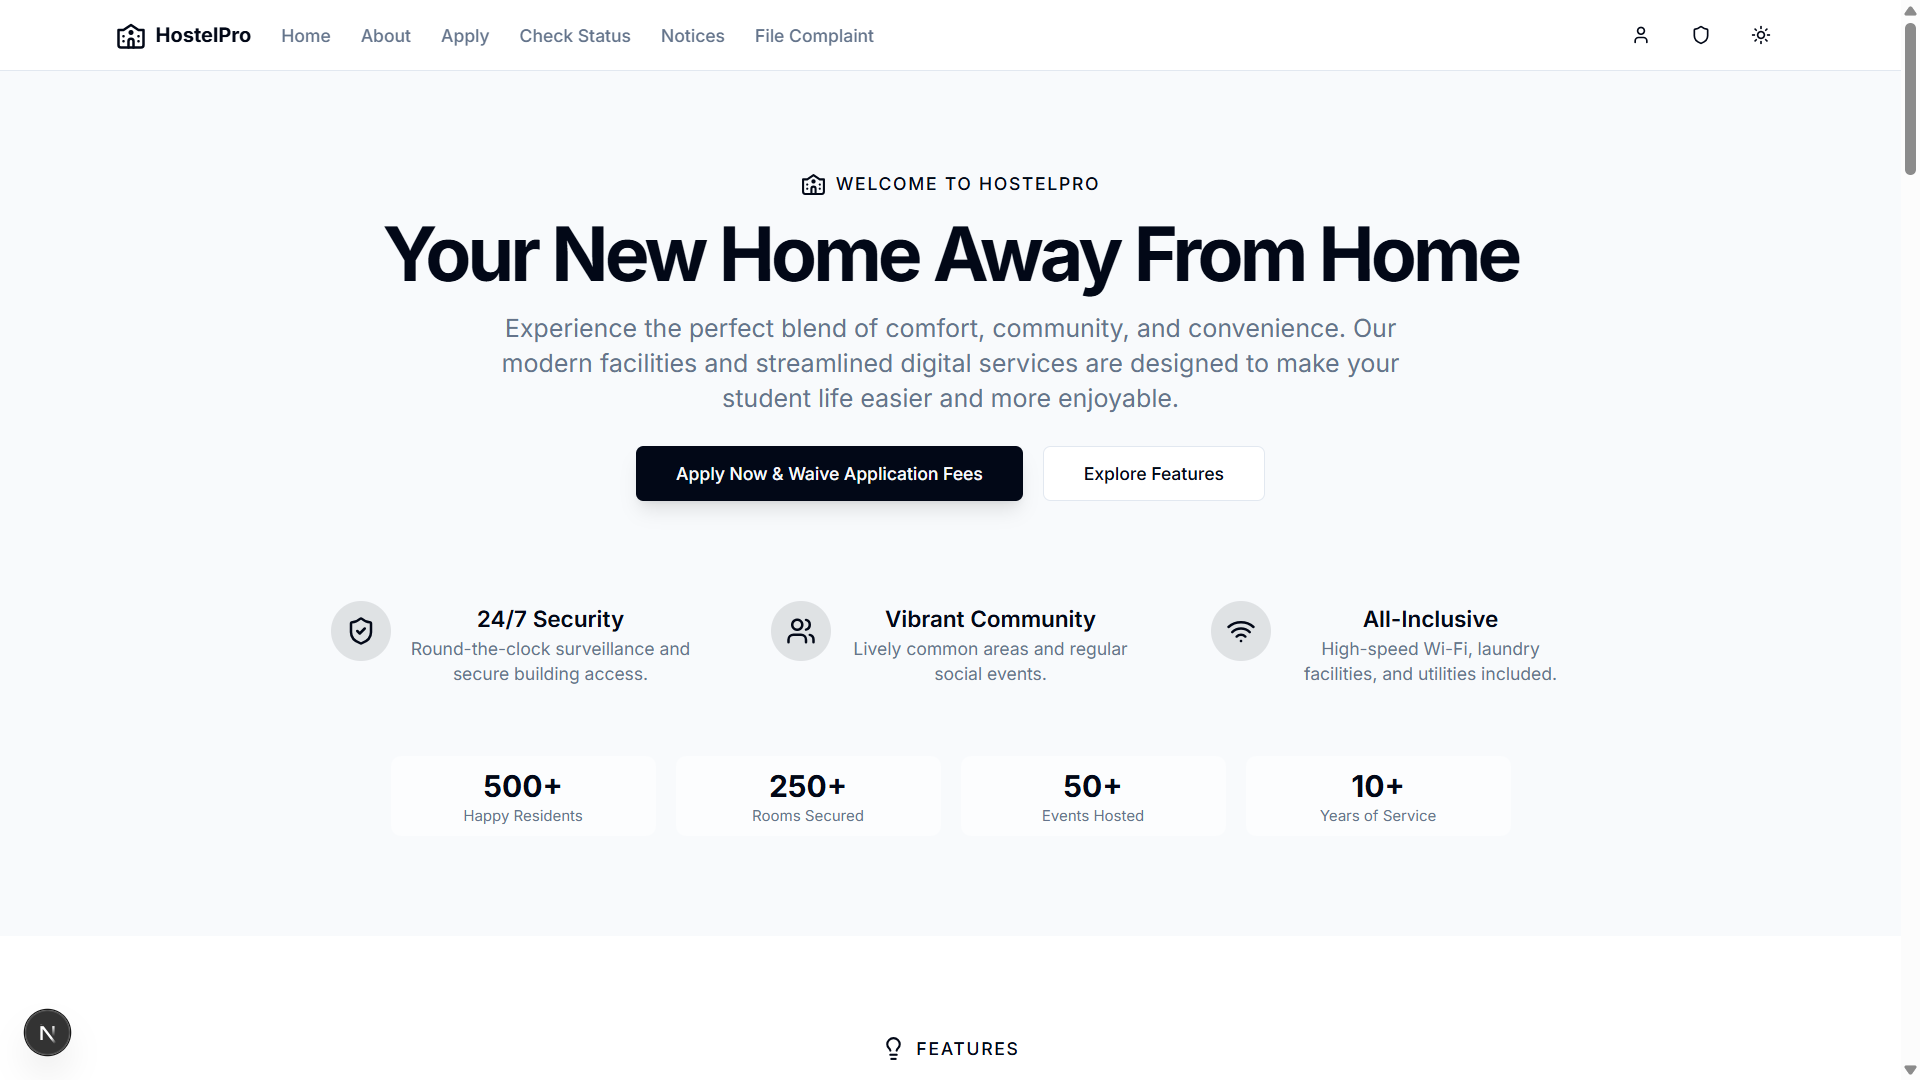 HostelPro Home About Apply Check Status Notices File Complaint
WELCOME TO HOSTELPRO
Your New Home Away From Home
Experience the perfect blend of comfort, community, and convenience. Our
modern facilities and streamlined digital services are designed to make your
student life easier and more enjoyable.
Apply Now & Waive Application Fees
Explore Features
24/7 Security
Round-the-clock surveillance and
secure building access.
Vibrant Community
Lively common areas and regular
social events.
All-Inclusive
High-speed Wi-Fi, laundry
facilities, and utilities included.
500+
Happy Residents
250+
Rooms Secured
50+
Events Hosted
10+
Years of Service
N
FEATURES